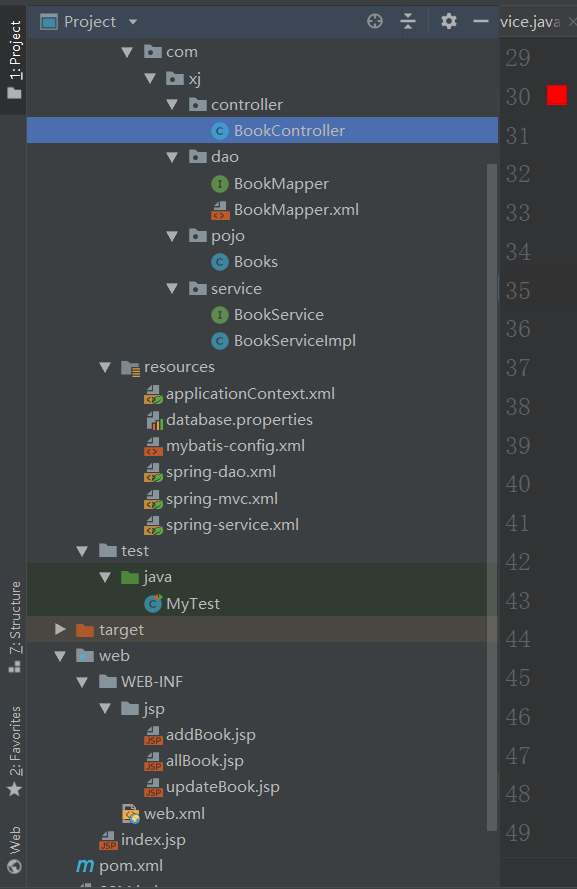 Project
vice.java
1: Project
com
xj
controller
BookController
dao
BookMapper
BookMapper.xml
pojo
Books
service
BookService
BookServiceImpl
resources
applicationContext.xml
database.properties
mybatis-config.xml
spring-dao.xml
spring-mvc.xml
spring-service.xml
test
java
MyTest
target
web
WEB-INF
jsp
addBook.jsp
allBook.jsp
updateBook.jsp
web.xml
index.jsp
pom.xml
7: Structure
2: Favorites
Web
29
30
31
32
33
34
35
36
37
38
39
40
41
42
43
44
45
46
47
48
49